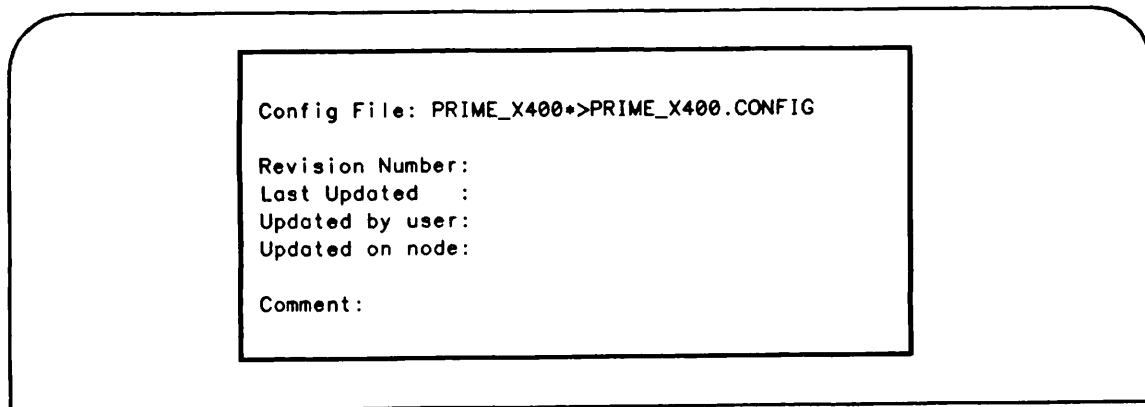 Config File: PRIME_X400*>PRIME_X400.CONFIG
Revision Number:
Last Updated   :
Updated by user:
Updated on node:
Comment: